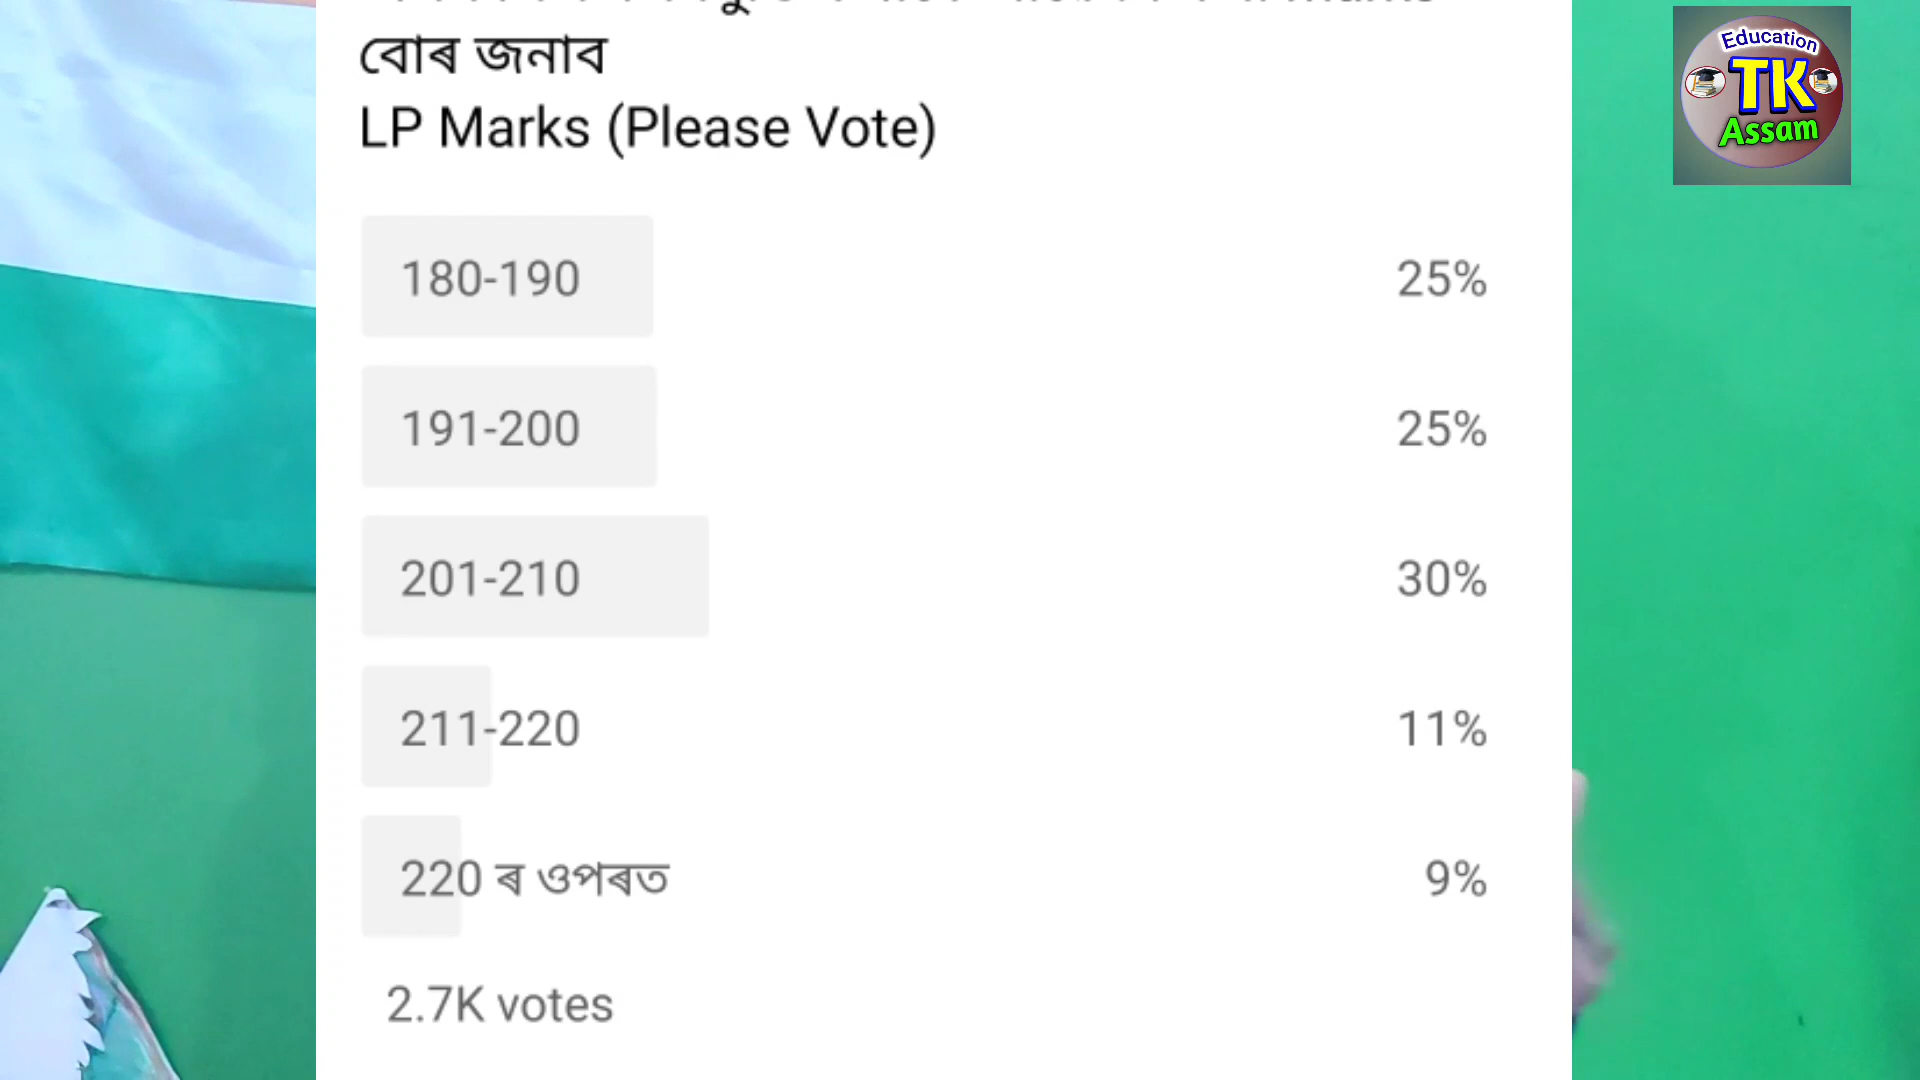 বোৰ জনাব
LP Marks (Please Vote)
180-190 25%
191-200 25%
201-210 30%
211-220 11%
220 ৰ ওপৰত 9%
2.7K votes
Education
TK
Assam